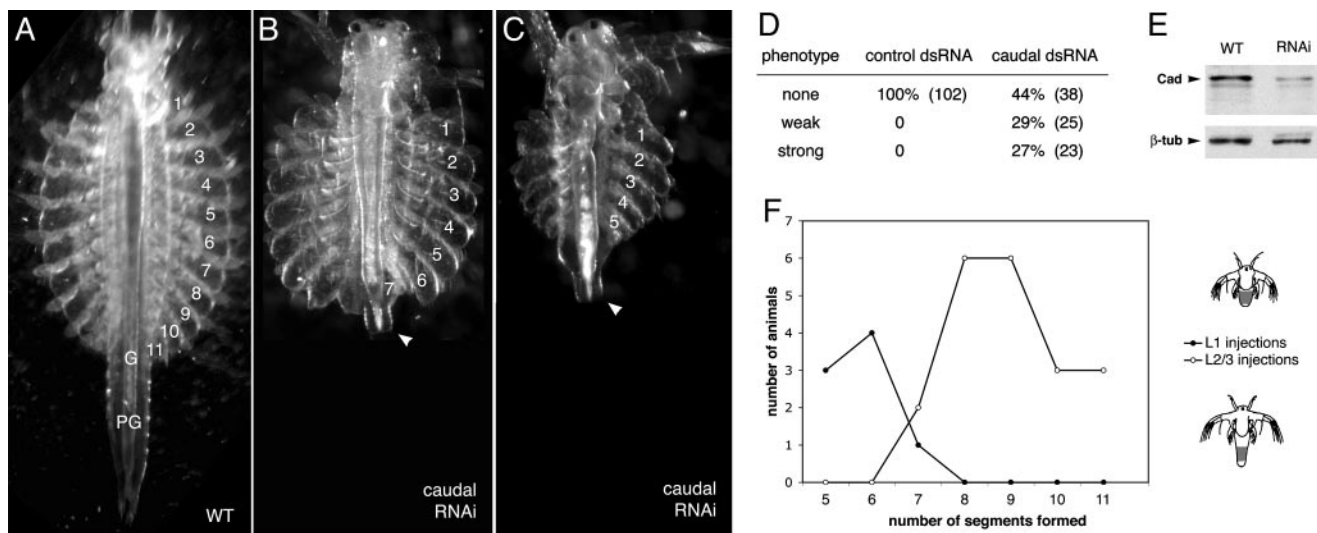 A
1
2
3
4
5
6
7
8
9
10
11
G
PG
WT
B
1
2
3
4
5
6
7
caudal
RNAi
C
1
2
3
4
5
caudal
RNAi
D
phenotype control dsRNA caudal dsRNA
none 100% (102) 44% (38)
weak 0 29% (25)
strong 0 27% (23)
E
WT RNAi
Cad
β-tub
F
7
6
5
4
3
2
1
0
number of animals
5 6 7 8 9 10 11
number of segments formed
L1 injections
L2/3 injections